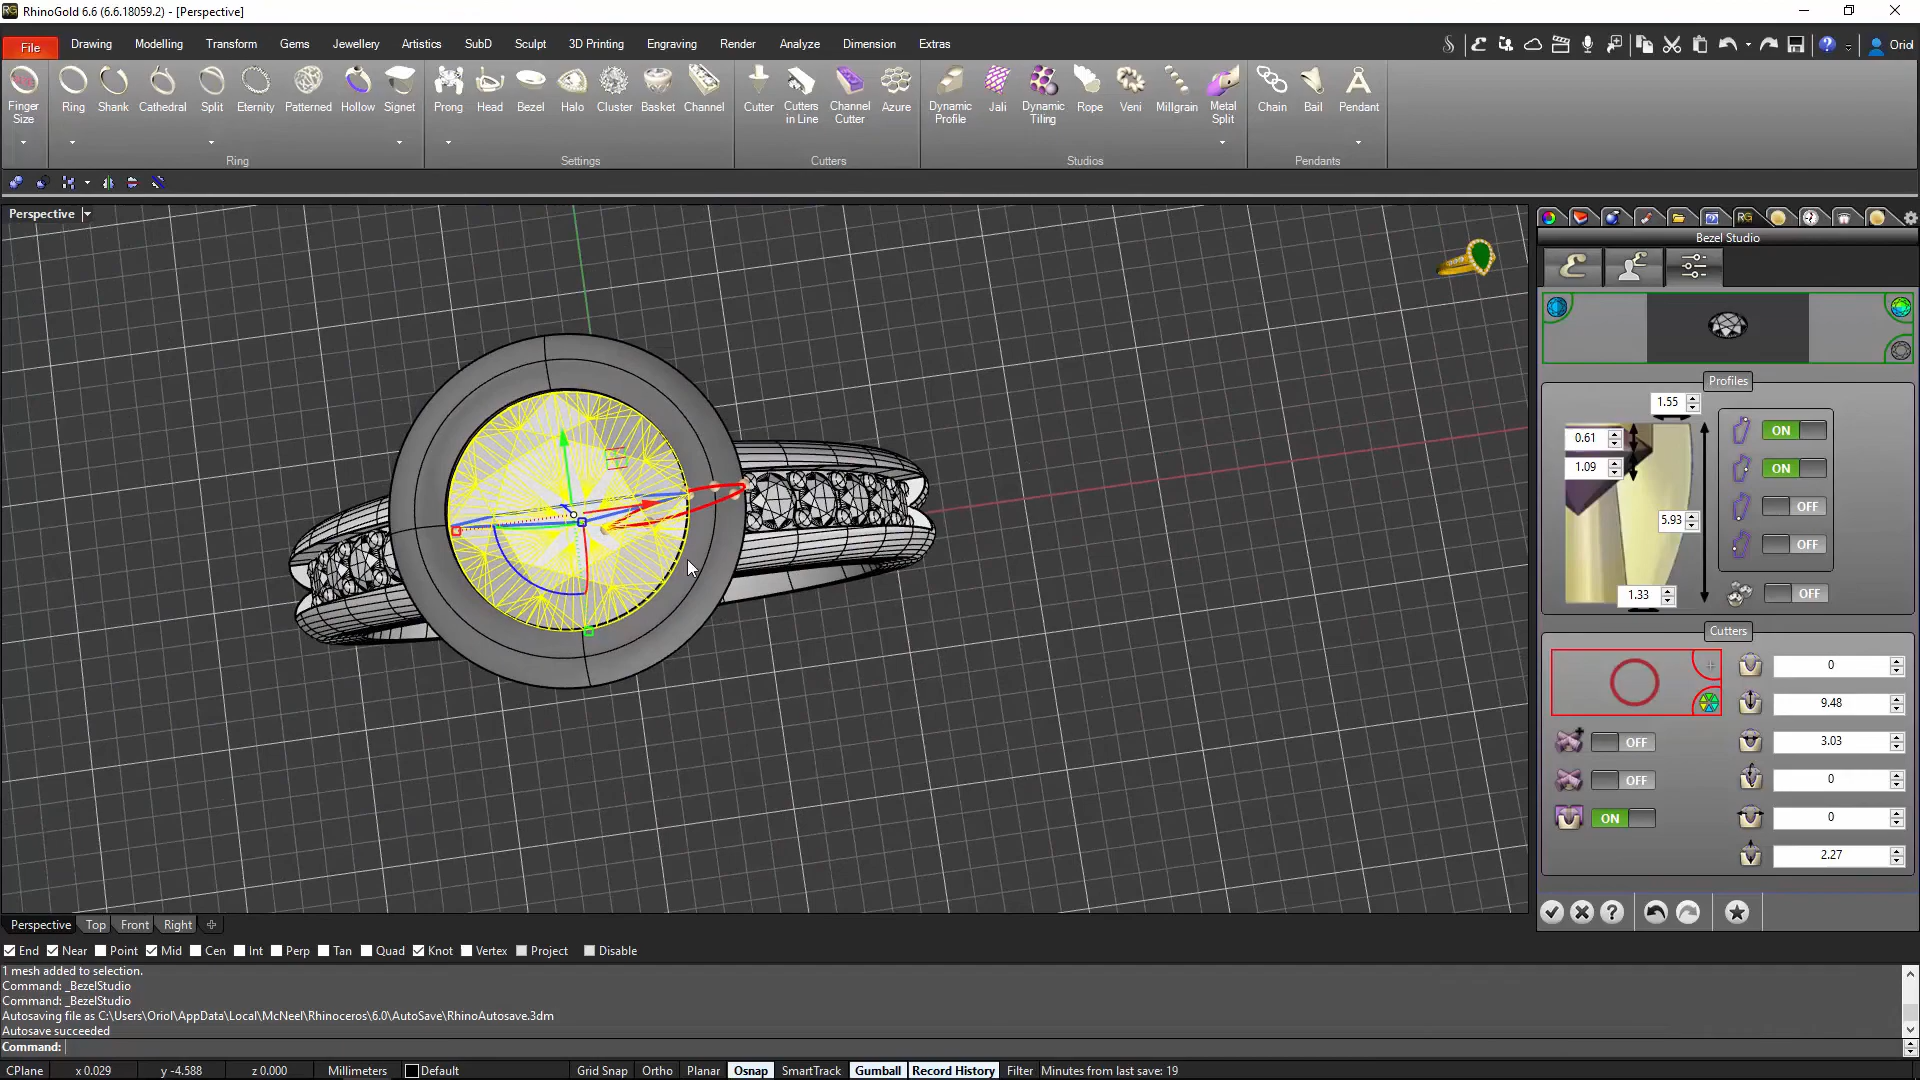 RhinoGold 6.6 (6.6.18059.2) - [Perspective]
File Drawing Modelling Transform Gems Jewellery Artistics SubD Sculpt 3D Printing Engraving Render Analyze Dimension Extras Oriol
Finger Size Ring Shank Cathedral Split Eternity Patterned Hollow Signet Prong Head Bezel Halo Cluster Basket Channel Cutter Cutters in Line Channel Cutter Azure Dynamic Profile Jali Dynamic Tiling Rope Veni Millgrain Metal Split Chain Bail Pendant
Ring Settings Cutters Studios Pendants
Perspective
Bezel Studio
Profiles
1.55
0.61 ON
1.09 ON
5.93 OFF
OFF
1.33 OFF
Cutters
0
9.48
OFF 3.03
OFF 0
ON 0
2.27
Perspective Top Front Right
End Near Point Mid Cen Int Perp Tan Quad Knot Vertex Project Disable
1 mesh added to selection.
Command: _BezelStudio
Command: _BezelStudio
Autosaving file as C:\Users\Oriol\AppData\Local\McNeel\Rhinoceros\6.0\AutoSave\RhinoAutosave.3dm
Autosave succeeded
Command:
CPlane x 0.029 y -4.588 z 0.000 Millimeters Default Grid Snap Ortho Planar Osnap SmartTrack Gumball Record History Filter Minutes from last save: 19